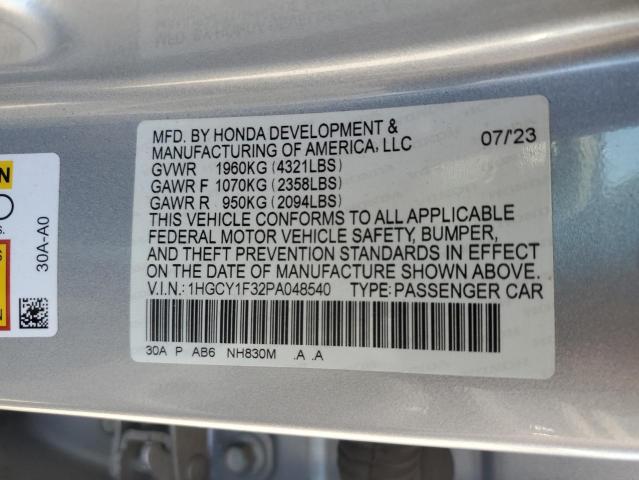 MFD. BY HONDA DEVELOPMENT &
MANUFACTURING OF AMERICA, LLC 07/'23
GVWR 1960KG (4321LBS)
GAWR F 1070KG (2358LBS)
GAWR R 950KG (2094LBS)
THIS VEHICLE CONFORMS TO ALL APPLICABLE
FEDERAL MOTOR VEHICLE SAFETY, BUMPER,
AND THEFT PREVENTION STANDARDS IN EFFECT
ON THE DATE OF MANUFACTURE SHOWN ABOVE.
V.I.N.: 1HGCY1F32PA048540 TYPE: PASSENGER CAR
30A P AB6 NH830M .A .A
30A-A0